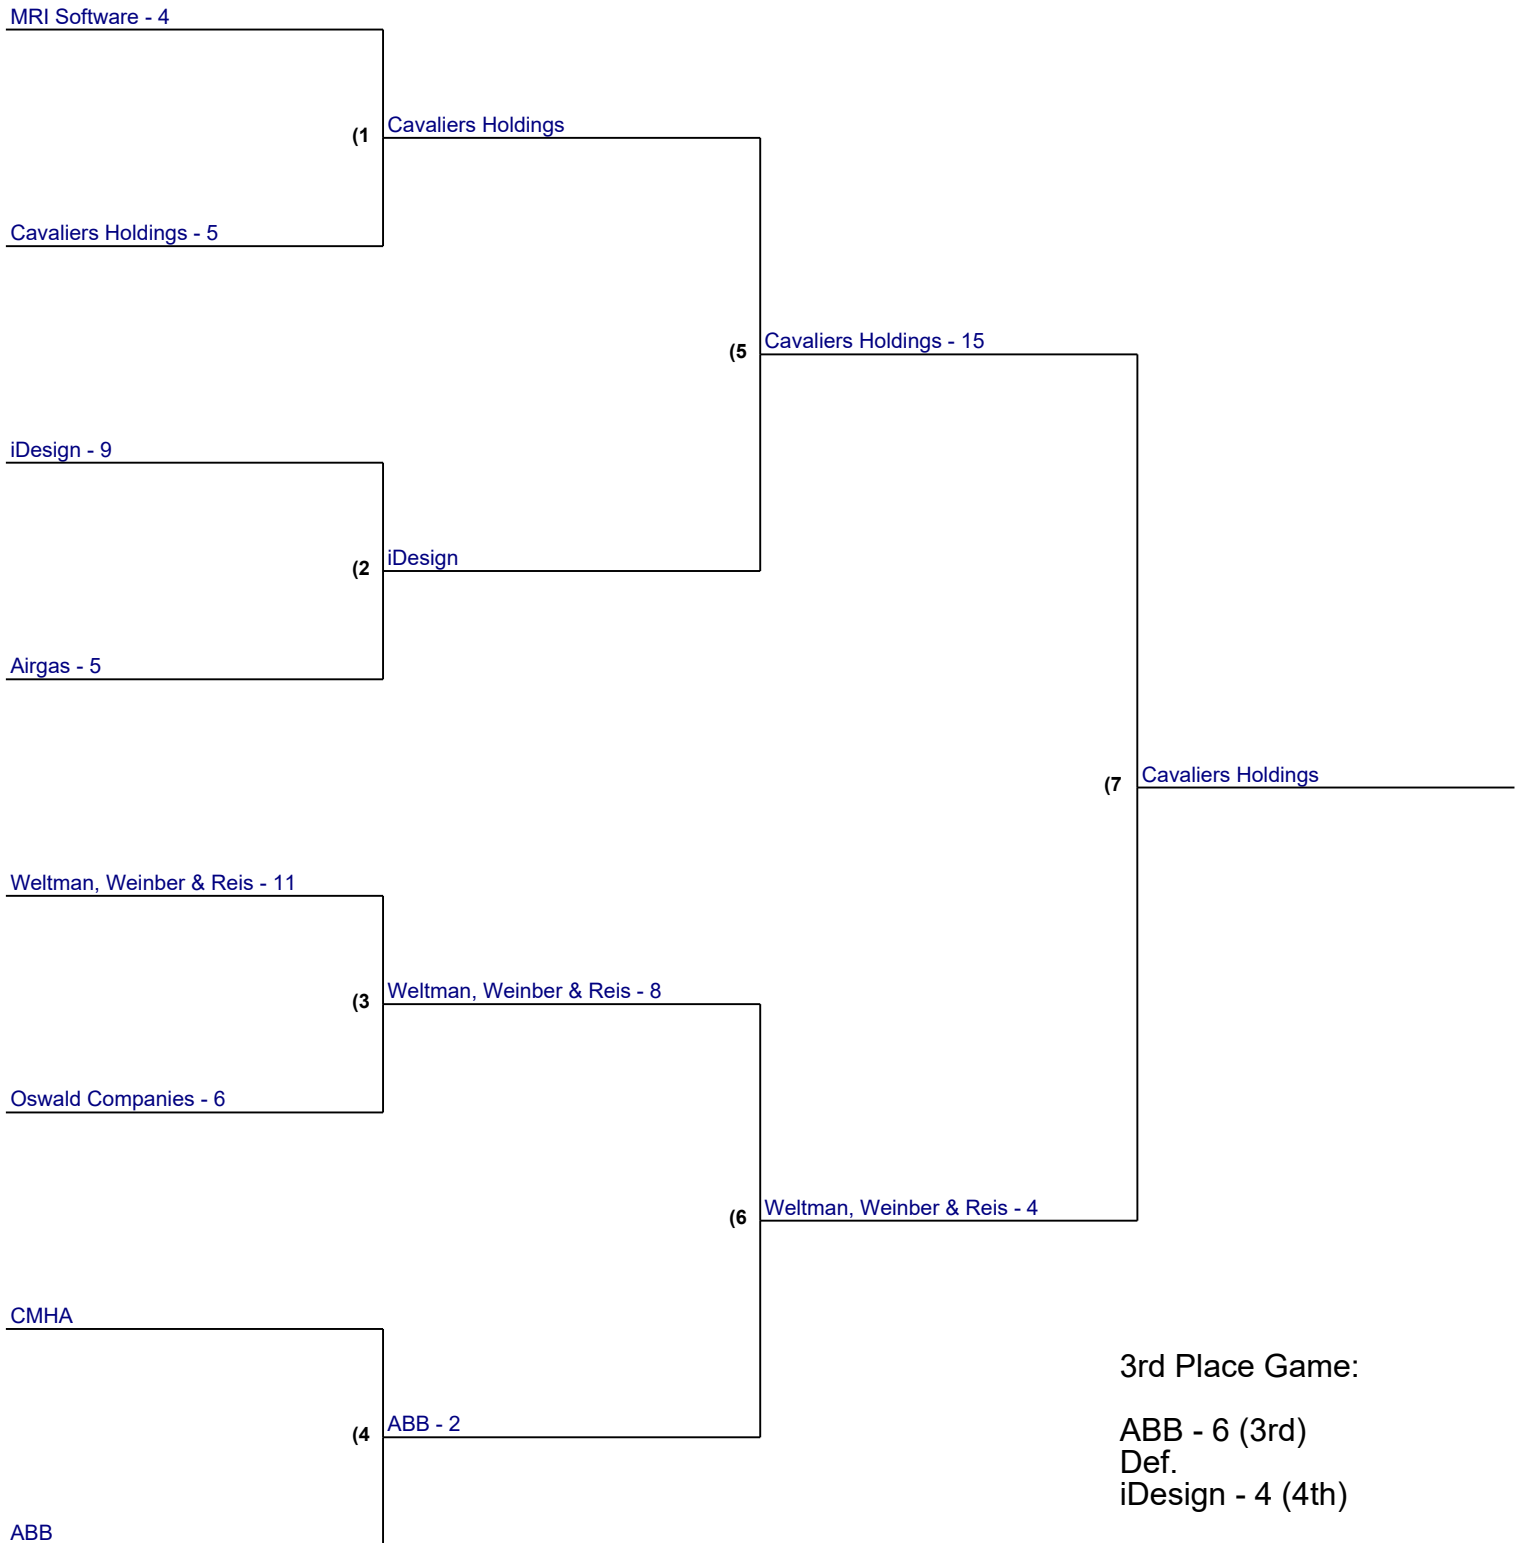 MRI Software - 4
(1
Cavaliers Holdings
Cavaliers Holdings - 5
(5
Cavaliers Holdings - 15
iDesign - 9
(2
iDesign
Airgas - 5
(7
Cavaliers Holdings
Weltman, Weinber & Reis - 11
(3
Weltman, Weinber & Reis - 8
Oswald Companies - 6
(6
Weltman, Weinber & Reis - 4
CMHA
(4
ABB - 2
ABB
3rd Place Game:
ABB - 6 (3rd)
Def.
iDesign - 4 (4th)